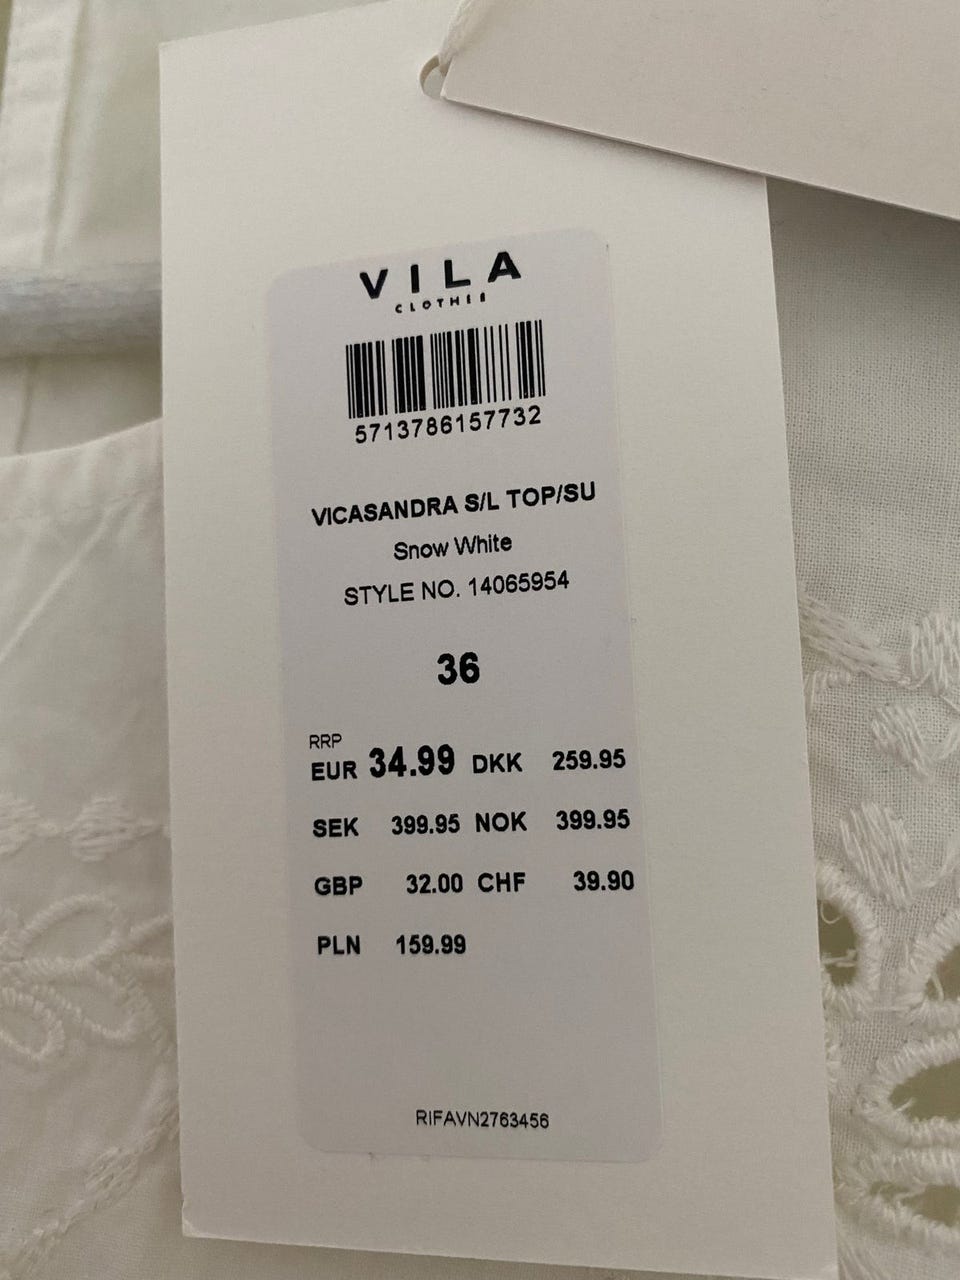 VILA
CLOTHES
5713786157732
VICASANDRA S/L TOP/SU
Snow White
STYLE NO. 14065954
36
RRP
EUR 34.99 DKK 259.95
SEK 399.95 NOK 399.95
GBP 32.00 CHF 39.90
PLN 159.99
RIFAVN2763456